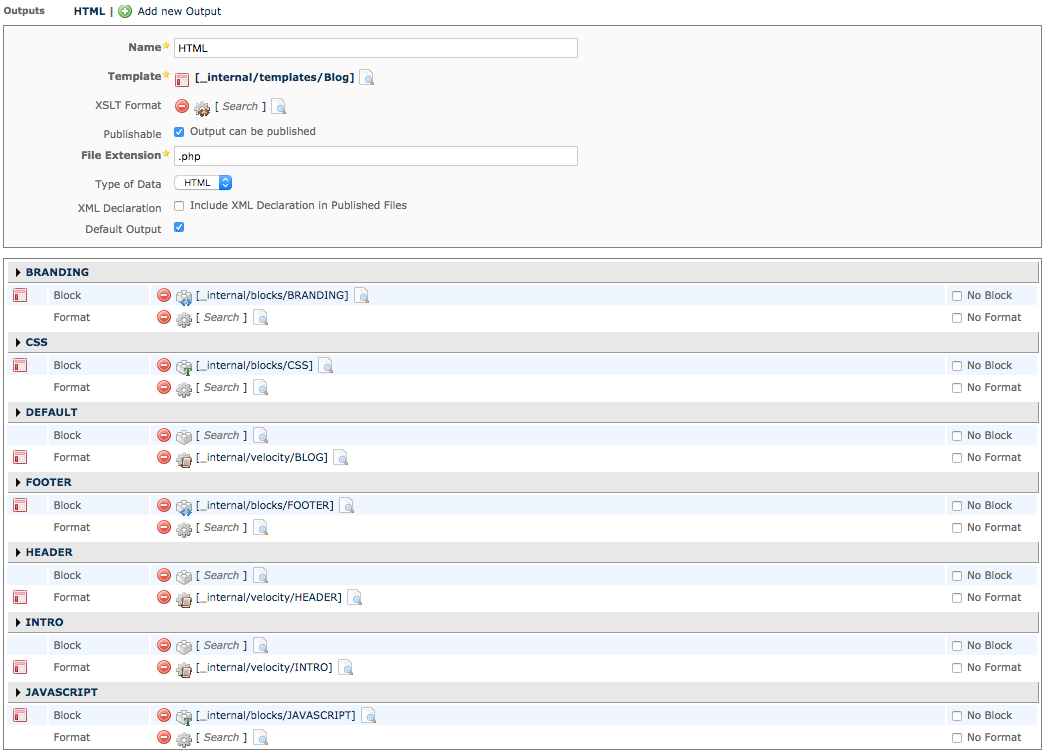 Outputs HTML | Add new Output
Name HTML
Template [_internal/templates/Blog]
XSLT Format [ Search ]
Publishable Output can be published
File Extension .php
Type of Data HTML
XML Declaration Include XML Declaration in Published Files
Default Output
BRANDING
Block [_internal/blocks/BRANDING] No Block
Format [ Search ] No Format
CSS
Block [_internal/blocks/CSS] No Block
Format [ Search ] No Format
DEFAULT
Block [ Search ] No Block
Format [_internal/velocity/BLOG] No Format
FOOTER
Block [_internal/blocks/FOOTER] No Block
Format [ Search ] No Format
HEADER
Block [ Search ] No Block
Format [_internal/velocity/HEADER] No Format
INTRO
Block [ Search ] No Block
Format [_internal/velocity/INTRO] No Format
JAVASCRIPT
Block [_internal/blocks/JAVASCRIPT] No Block
Format [ Search ] No Format